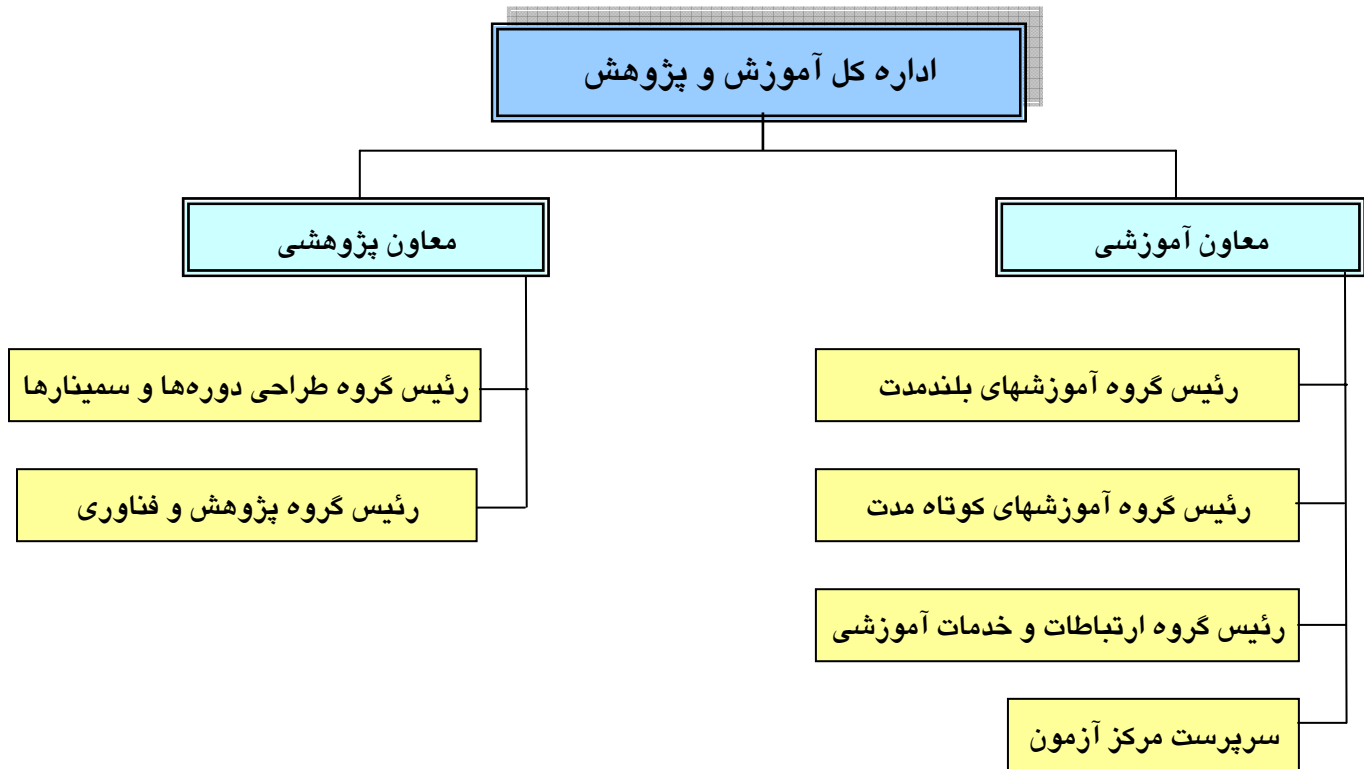 اداره کل آموزش و پژوهش
معاون آموزشی
معاون پژوهشی
رئیس گروه آموزشهای بلندمدت
رئیس گروه طراحی دوره‌ها و سمینارها
رئیس گروه آموزشهای کوتاه مدت
رئیس گروه پژوهش و فناوری
رئیس گروه ارتباطات و خدمات آموزشی
سرپرست مرکز آزمون